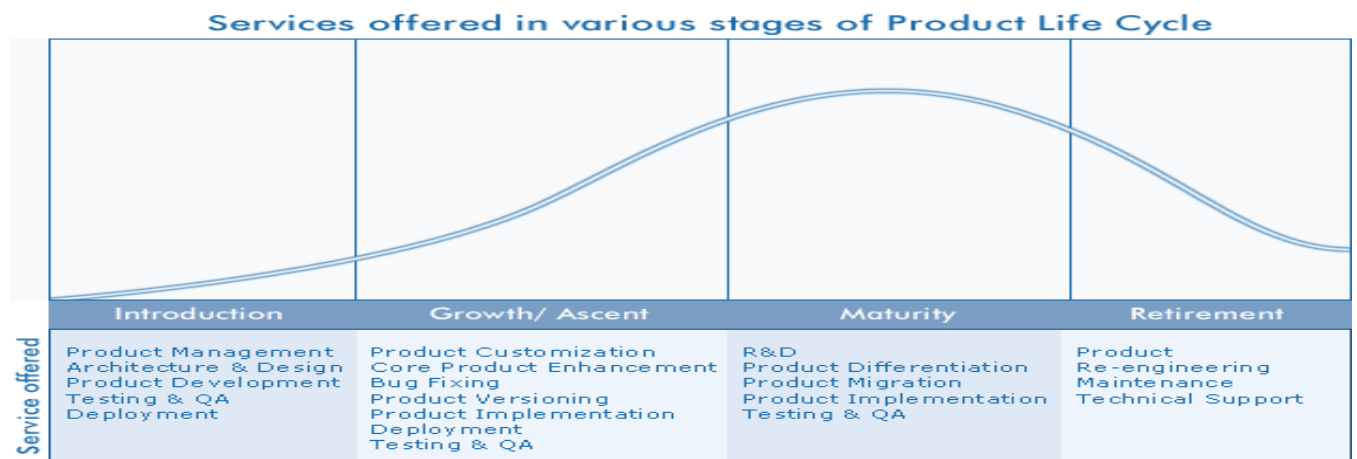 Services offered in various stages of Product Life Cycle
Introduction
Growth/ Ascent
Maturity
Retirement
Service offered
Product Management
Architecture & Design
Product Development
Testing & QA
Deployment
Product Customization
Core Product Enhancement
Bug Fixing
Product Versioning
Product Implementation
Deployment
Testing & QA
R&D
Product Differentiation
Product Migration
Product Implementation
Testing & QA
Product
Re-engineering
Maintenance
Technical Support